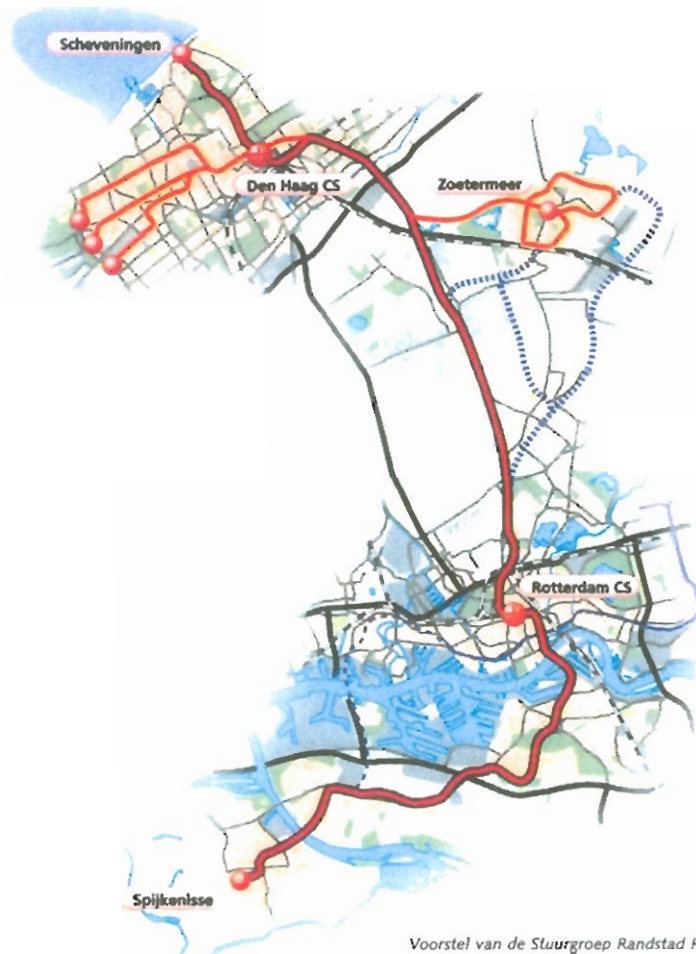 Scheveningen
Den Haag CS
Zoetermeer
Rotterdam CS
Spijkenisse
Voorstel van de Stuurgroep Randstad